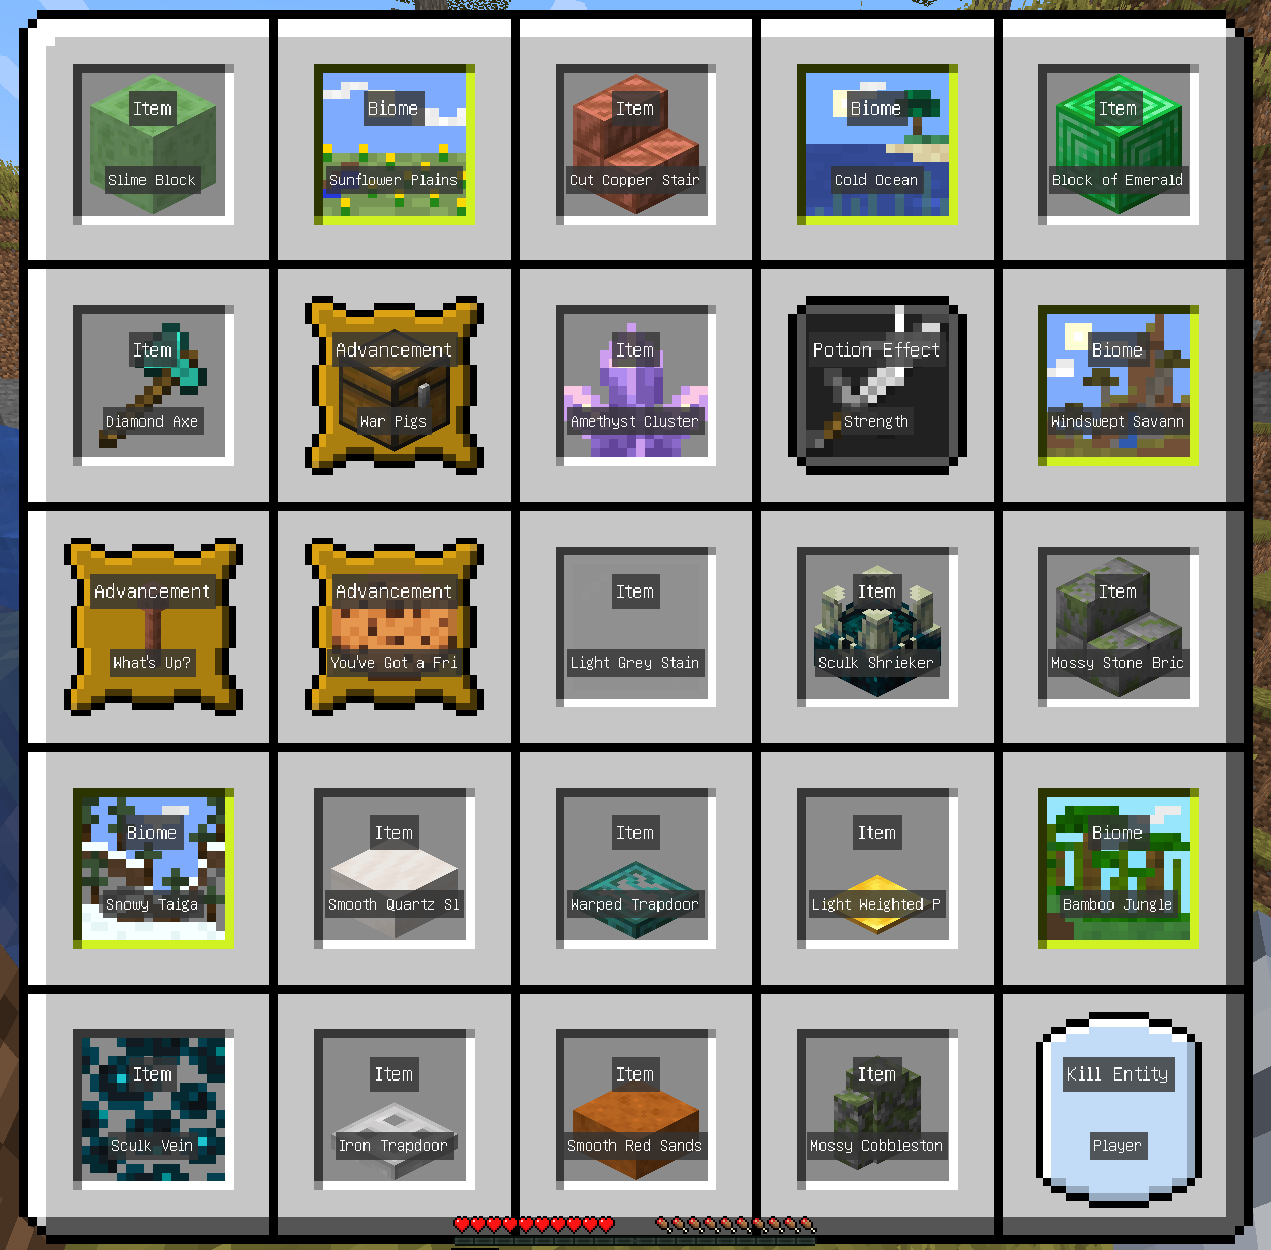 Item
Slime Block
Biome
Sunflower Plains
Item
Cut Copper Stair
Biome
Cold Ocean
Item
Block of Emerald
Item
Diamond Axe
Advancement
War Pigs
Item
Amethyst Cluster
Potion Effect
Strength
Biome
Windswept Savann
Advancement
What's Up?
Advancement
You've Got a Fri
Item
Light Grey Stain
Item
Sculk Shrieker
Item
Mossy Stone Bric
Biome
Snowy Taiga
Item
Smooth Quartz Sl
Item
Warped Trapdoor
Item
Light Weighted P
Biome
Bamboo Jungle
Item
Sculk Vein
Item
Iron Trapdoor
Item
Smooth Red Sands
Item
Mossy Cobbleston
Kill Entity
Player